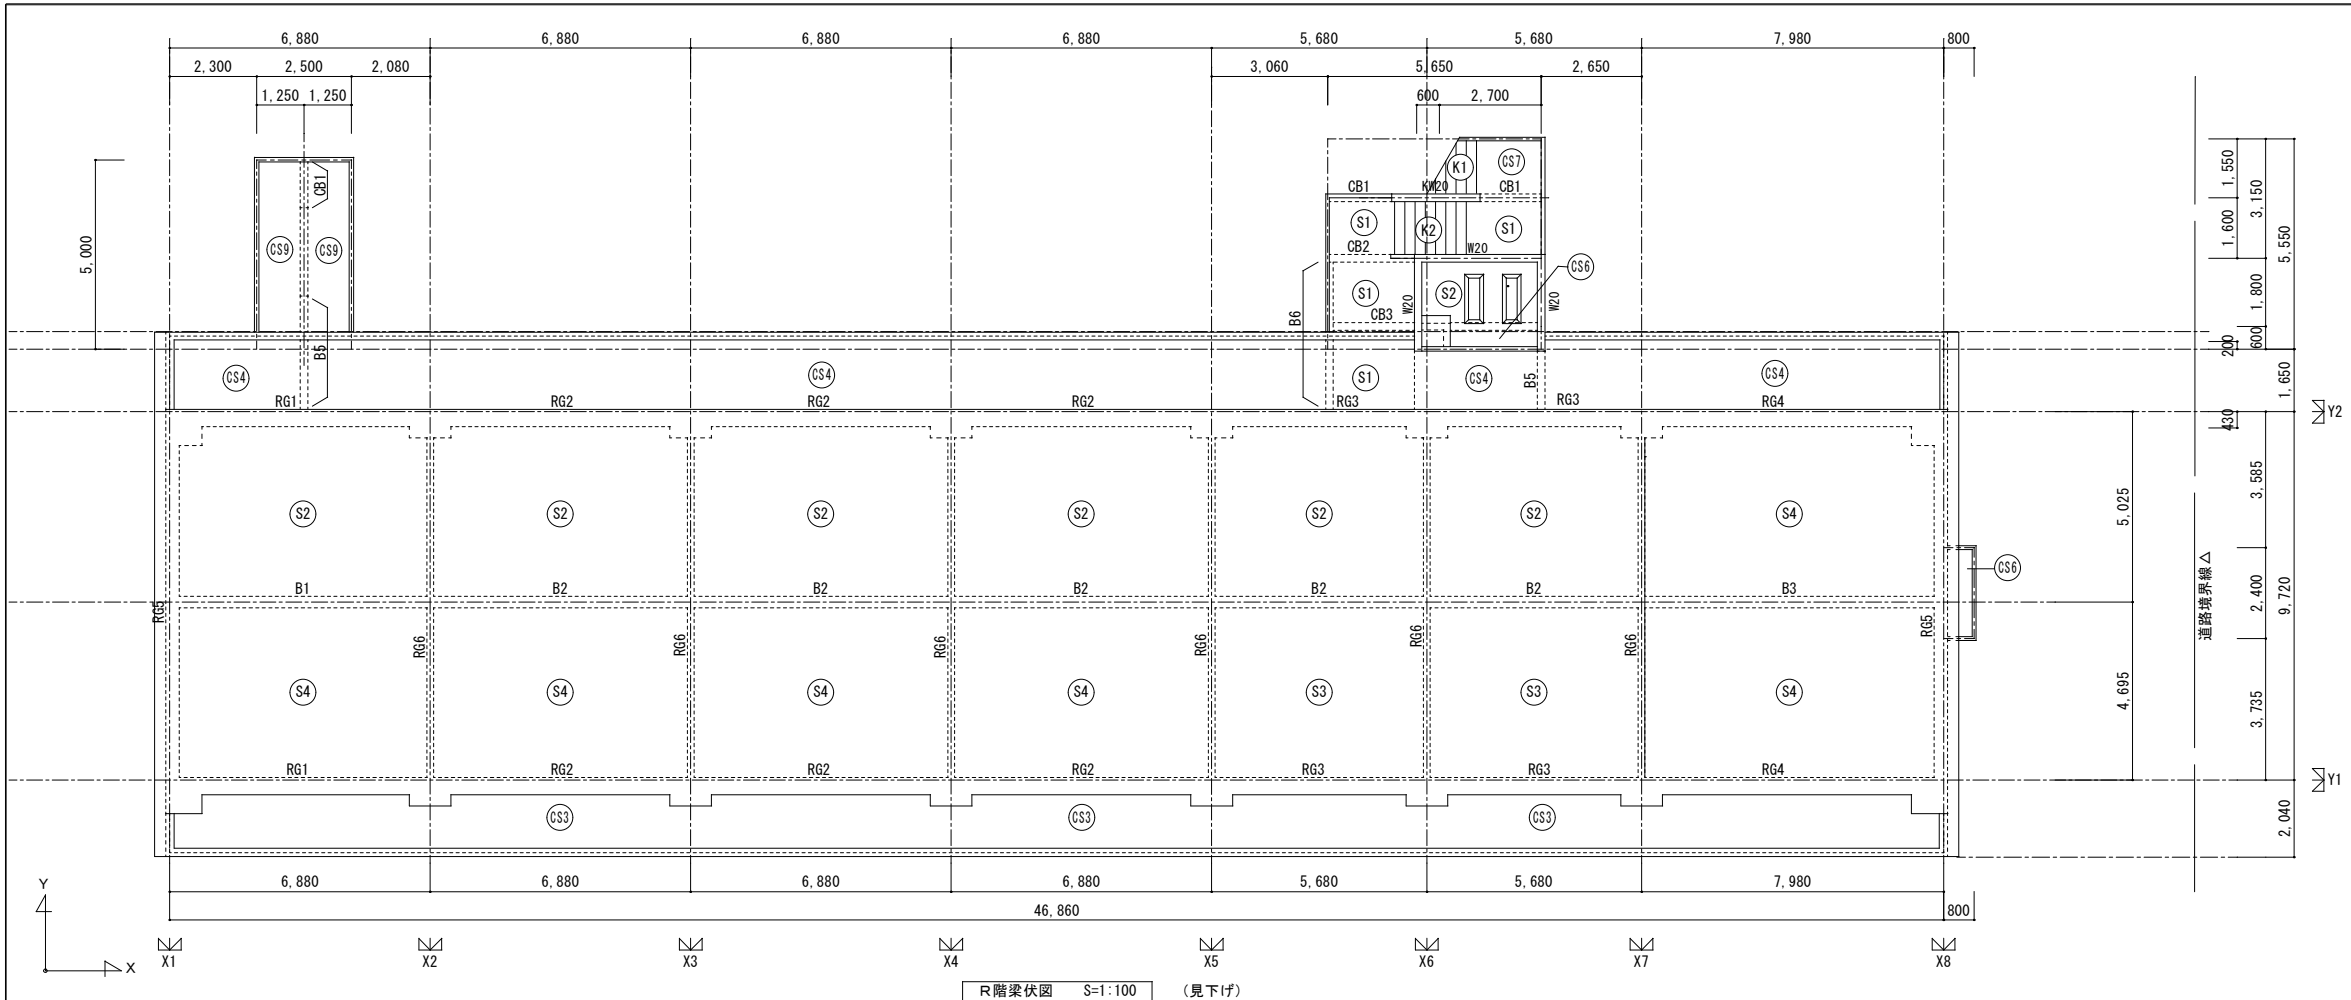 6,880 6,880 6,880 6,880 5,680 5,680 7,980 800
2,300 2,500 2,080 3,060 5,650 2,650
1,250 1,250 600 2,700
K1 CS7
CB1 CB1 KW20 CB1
S1 K2 S1
CS9 CS9 CB2 W20
CS6
S1 W20 S2 W20
B6 CB3
5,000
B5
CS4 CS4 S1 CS4 B5 CS4
RG1 RG2 RG2 RG2 RG3 RG3 RG4
1,550
3,150
1,600
5,550
1,800
600
200
1,650
Y2
430
S2 S2 S2 S2 S2 S2 S4
3,585
5,025
CS6
道路境界線△
2,400
9,720
B1 B2 B2 B2 B2 B2 B3
RG5 RG6 RG6 RG6 RG6 RG6 RG6 RG5
S4 S4 S4 S4 S3 S3 S4
4,695
3,735
RG1 RG2 RG2 RG2 RG3 RG3 RG4
Y1
CS3 CS3 CS3
2,040
6,880 6,880 6,880 6,880 5,680 5,680 7,980
46,860 800
Y
X
X1 X2 X3 X4 X5 X6 X7 X8
R階梁伏図 S=1:100 (見下げ)